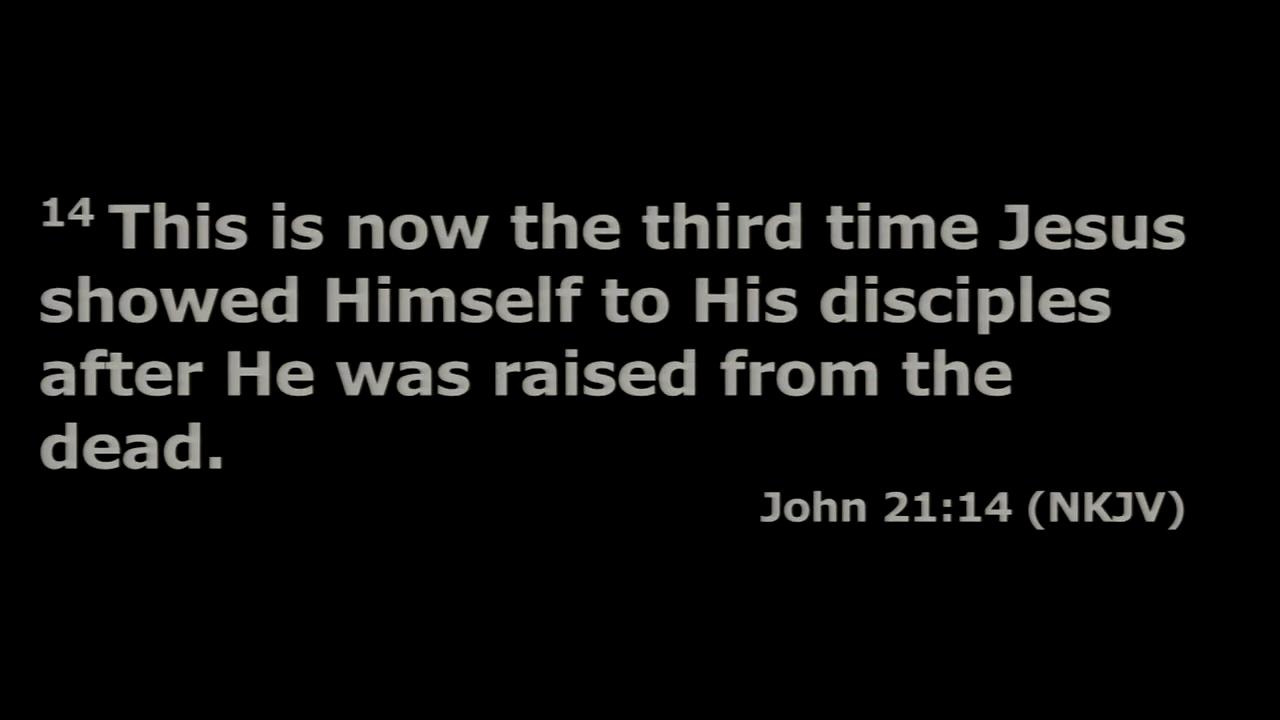 14 This is now the third time Jesus
showed Himself to His disciples
after He was raised from the
dead.
John 21:14 (NKJV)